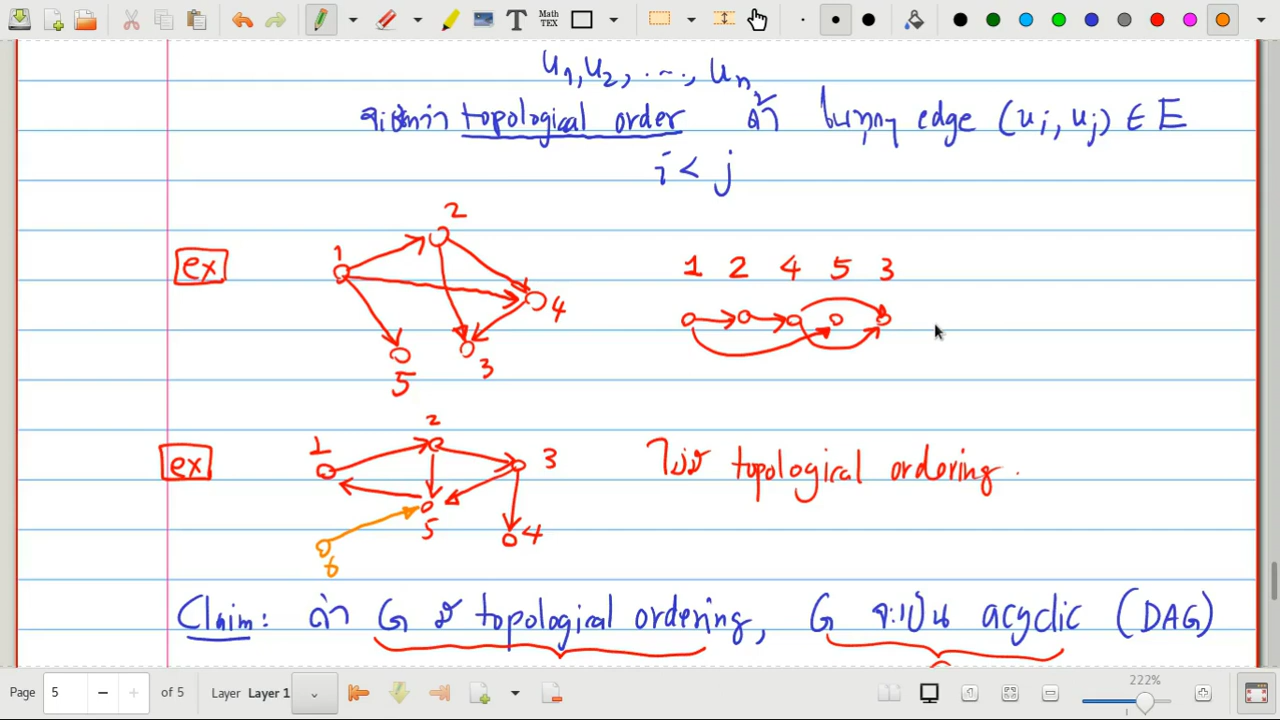 Math
TEX
u₁, u₂, ..., uₙ
จะเรียกว่า topological order ถ้า ในทุกๆ edge (uᵢ, uⱼ) ∈ E
i < j
ex
1
2
4
3
5
1 2 4 5 3
ex
1
2
3
5
4
6
ไม่มี topological ordering.
Claim: ถ้า G มี topological ordering, G จะเป็น acyclic (DAG)
Page 5 of 5 Layer Layer 1 222%